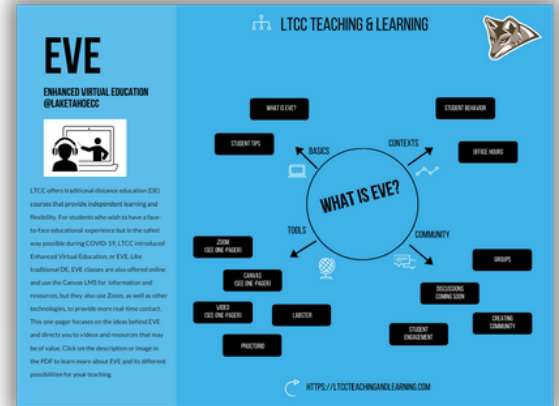 EVE
ENHANCED VIRTUAL EDUCATION
@LAKETAHOECC
LTCC offers traditional distance education (DE)
courses that provide independent learning and
flexibility. For students who wish to have a face-
to-face educational experience but in the safest
way possible during COVID-19, LTCC introduced
Enhanced Virtual Education, or EVE. Like
traditional DE, EVE classes are also offered online
and use the Canvas LMS for information and
resources, but they also use Zoom, as well as other
technologies, to provide more real-time contact.
This one-pager focuses on the ideas behind EVE
and directs you to videos and resources that may
be of value. Click on the description or image in
the PDF to learn more about EVE and its different
possibilities for your teaching.
LTCC TEACHING & LEARNING
WHAT IS EVE?
STUDENT TIPS
BASICS
CONTEXTS
STUDENT BEHAVIOR
OFFICE HOURS
WHAT IS EVE?
TOOLS
ZOOM
(SEE ONE-PAGER)
CANVAS
(SEE ONE-PAGER)
VIDEO
(SEE ONE-PAGER)
LABSTER
PROCTORIO
COMMUNITY
GROUPS
DISCUSSIONS
COMING SOON
CREATING
COMMUNITY
STUDENT
ENGAGEMENT
HTTPS://LTCCTEACHINGANDLEARNING.COM